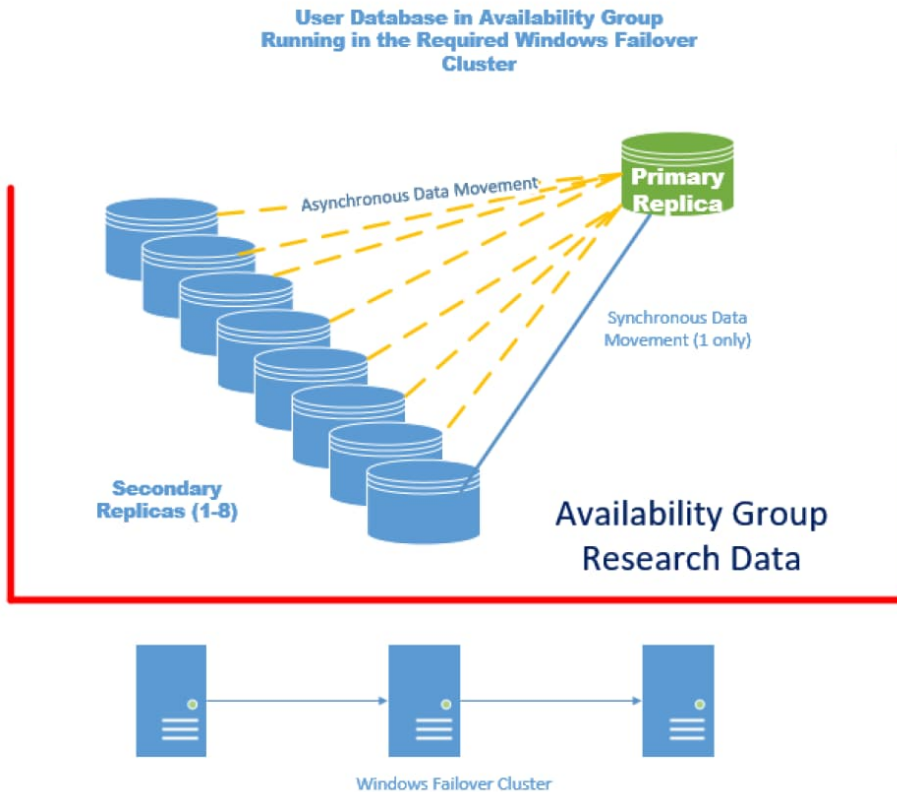 User Database in Availability Group
Running in the Required Windows Failover
Cluster
Primary
Replica
Asynchronous Data Movement
Synchronous Data
Movement (1 only)
Secondary
Replicas (1-8)
Availability Group
Research Data
Windows Failover Cluster